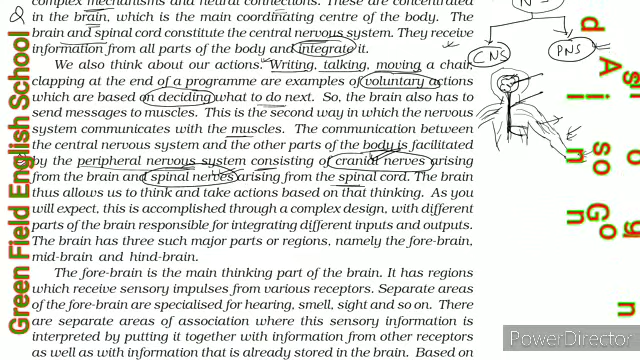 complex mechanisms and neural connections. These are concentrated
in the brain, which is the main coordinating centre of the body. The
brain and spinal cord constitute the central nervous system. They receive
information from all parts of the body and integrate it.
We also think about our actions. Writing, talking, moving a chair,
clapping at the end of a programme are examples of voluntary actions
which are based on deciding what to do next. So, the brain also has to
send messages to muscles. This is the second way in which the nervous
system communicates with the muscles. The communication between
the central nervous system and the other parts of the body is facilitated
by the peripheral nervous system consisting of cranial nerves arising
from the brain and spinal nerves arising from the spinal cord. The brain
thus allows us to think and take actions based on that thinking. As you
will expect, this is accomplished through a complex design, with different
parts of the brain responsible for integrating different inputs and outputs.
The brain has three such major parts or regions, namely the fore-brain,
mid-brain and hind-brain.
The fore-brain is the main thinking part of the brain. It has regions
which receive sensory impulses from various receptors. Separate areas
of the fore-brain are specialised for hearing, smell, sight and so on. There
are separate areas of association where this sensory information is
interpreted by putting it together with information from other receptors
as well as with information that is already stored in the brain. Based on
Green Field English School
CNS
PNS
PowerDirector